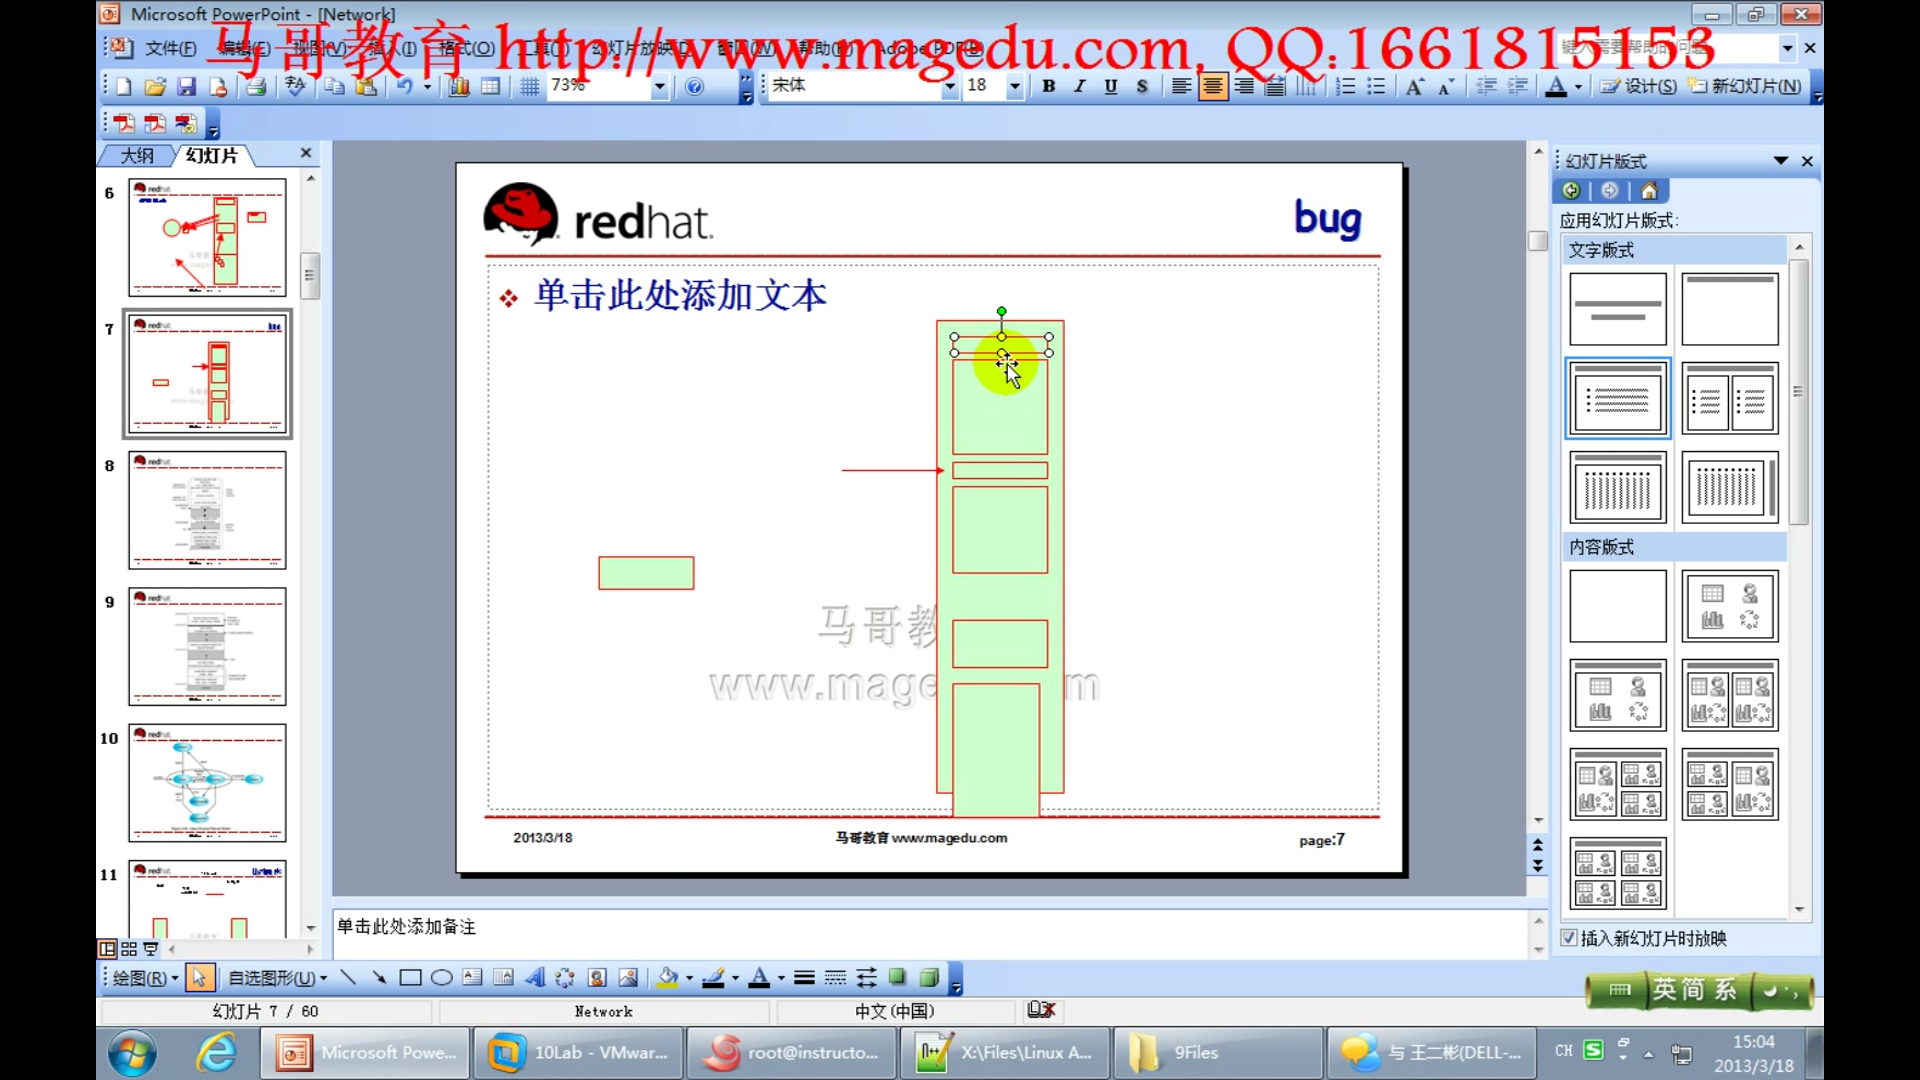 Microsoft PowerPoint - [Network]
马哥教育 http://www.magedu.com, QQ:1661815153
文件(F) 编辑(E) 视图(V) 插入(I) 格式(O) 工具(T) 幻灯片放映(D) 窗口(W) 帮助(H) Adobe PDF(B)
键入需要帮助的问题
73%
宋体
18
B I U S
设计(S)
新幻灯片(N)
大纲
幻灯片
幻灯片版式
应用幻灯片版式:
文字版式
内容版式
插入新幻灯片时放映
6
7
8
9
10
11
redhat.
bug
单击此处添加文本
马哥教
www.mage
m
2013/3/18
马哥教育 www.magedu.com
page:7
单击此处添加备注
绘图(R)
自选图形(U)
英简系
幻灯片 7 / 60
Network
中文(中国)
Microsoft Powe...
10Lab - VMwar...
root@instructo...
X:\Files\Linux A...
9Files
与 王二彬(DELL-...
CH
15:04
2013/3/18